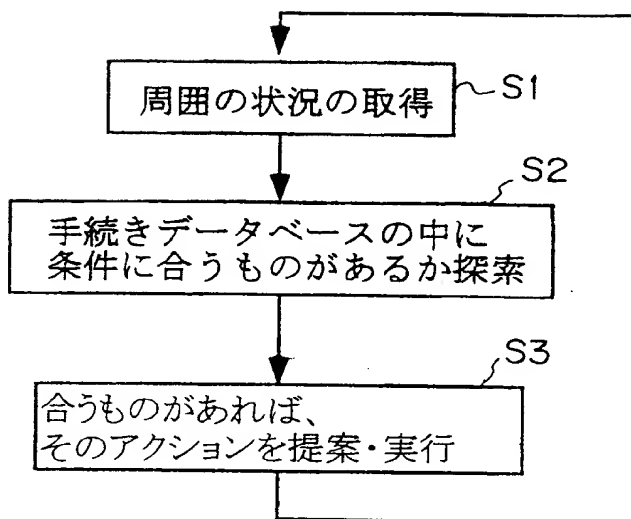 周囲の状況の取得
S1
S2
手続きデータベースの中に
条件に合うものがあるか探索
S3
合うものがあれば、
そのアクションを提案・実行